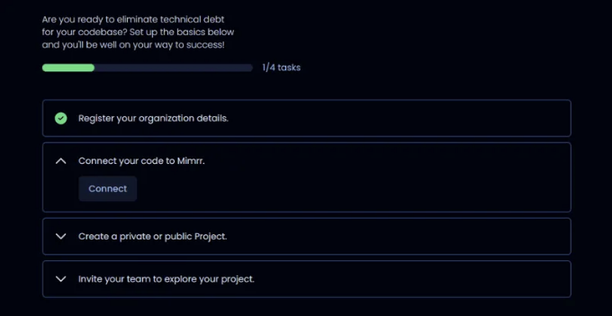 Are you ready to eliminate technical debt
for your codebase? Set up the basics below
and you'll be well on your way to success!
1/4 tasks
Register your organization details.
Connect your code to Mimrr.
Connect
Create a private or public Project.
Invite your team to explore your project.